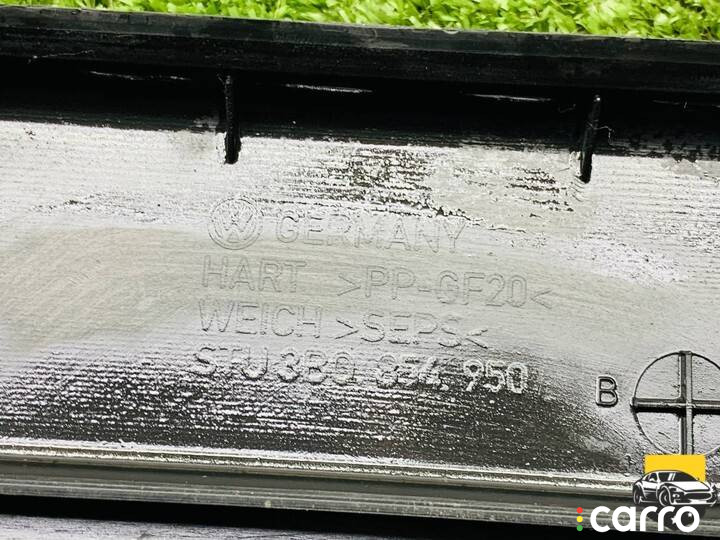 GERMANY
HART >PP-GF20<
WEICH >SEPS<
STU 3B0 854 950
B
carro